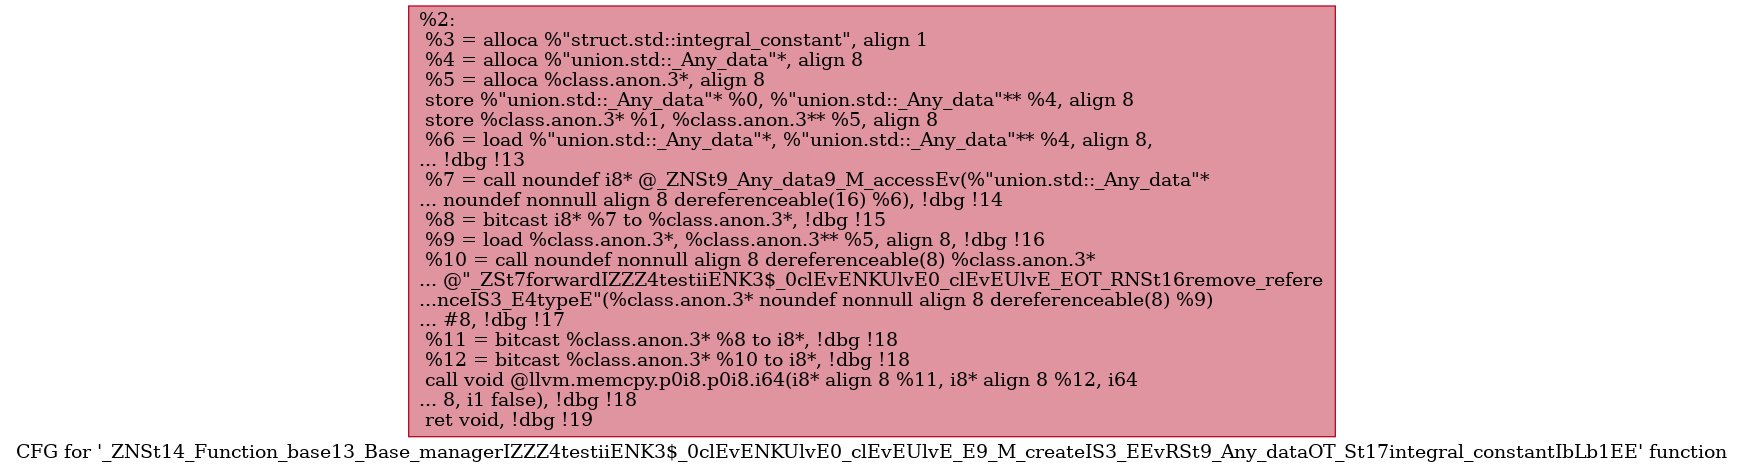 %2:
%3 = alloca %"struct.std::integral_constant", align 1
%4 = alloca %"union.std::_Any_data"*, align 8
%5 = alloca %class.anon.3*, align 8
store %"union.std::_Any_data"* %0, %"union.std::_Any_data"** %4, align 8
store %class.anon.3* %1, %class.anon.3** %5, align 8
%6 = load %"union.std::_Any_data"*, %"union.std::_Any_data"** %4, align 8,
... !dbg !13
%7 = call noundef i8* @_ZNSt9_Any_data9_M_accessEv(%"union.std::_Any_data"*
... noundef nonnull align 8 dereferenceable(16) %6), !dbg !14
%8 = bitcast i8* %7 to %class.anon.3*, !dbg !15
%9 = load %class.anon.3*, %class.anon.3** %5, align 8, !dbg !16
%10 = call noundef nonnull align 8 dereferenceable(8) %class.anon.3*
... @"_ZSt7forwardIZZZ4testiiENK3$_0clEvENKUlvE0_clEvEUlvE_EOT_RNSt16remove_refere
...nceIS3_E4typeE"(%class.anon.3* noundef nonnull align 8 dereferenceable(8) %9)
... #8, !dbg !17
%11 = bitcast %class.anon.3* %8 to i8*, !dbg !18
%12 = bitcast %class.anon.3* %10 to i8*, !dbg !18
call void @llvm.memcpy.p0i8.p0i8.i64(i8* align 8 %11, i8* align 8 %12, i64
... 8, i1 false), !dbg !18
ret void, !dbg !19
CFG for '_ZNSt14_Function_base13_Base_managerIZZZ4testiiENK3$_0clEvENKUlvE0_clEvEUlvE_E9_M_createIS3_EEvRSt9_Any_dataOT_St17integral_constantIbLb1EE' function